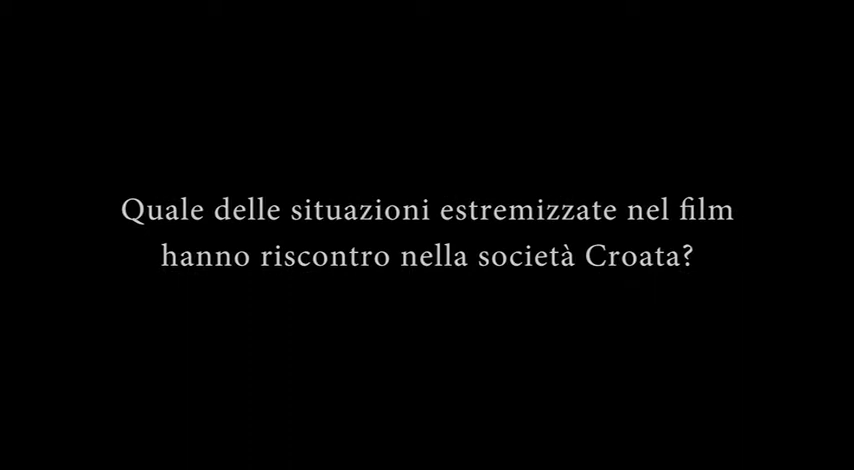 Quale delle situazioni estremizzate nel film
hanno riscontro nella società Croata?